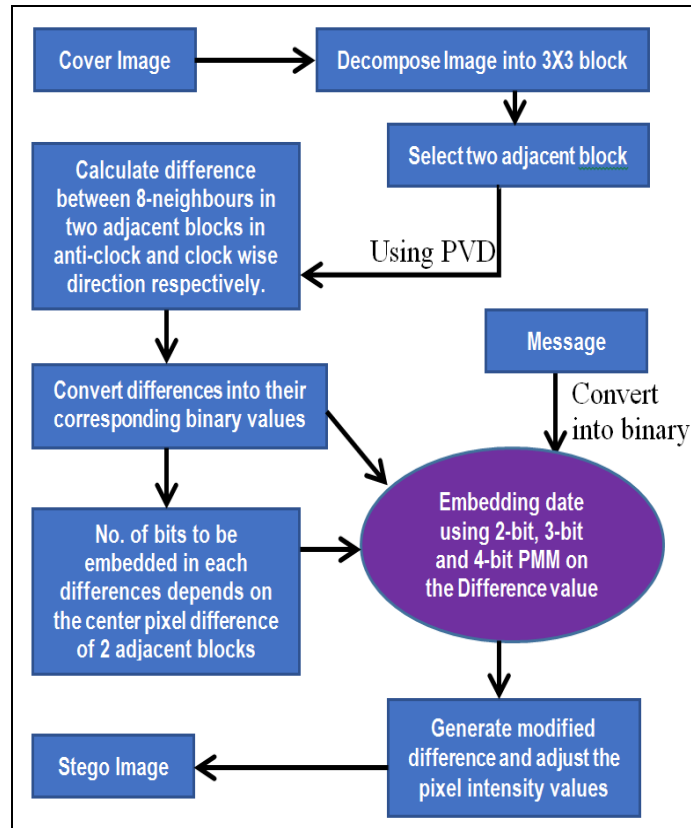 Cover Image
Decompose Image into 3X3 block
Select two adjacent block
Calculate difference
between 8-neighbours in
two adjacent blocks in
anti-clock and clock wise
direction respectively.
Using PVD
Message
Convert
into binary
Convert differences into their
corresponding binary values
Embedding date
using 2-bit, 3-bit
and 4-bit PMM on
the Difference value
No. of bits to be
embedded in each
differences depends on
the center pixel difference
of 2 adjacent blocks
Generate modified
difference and adjust the
pixel intensity values
Stego Image